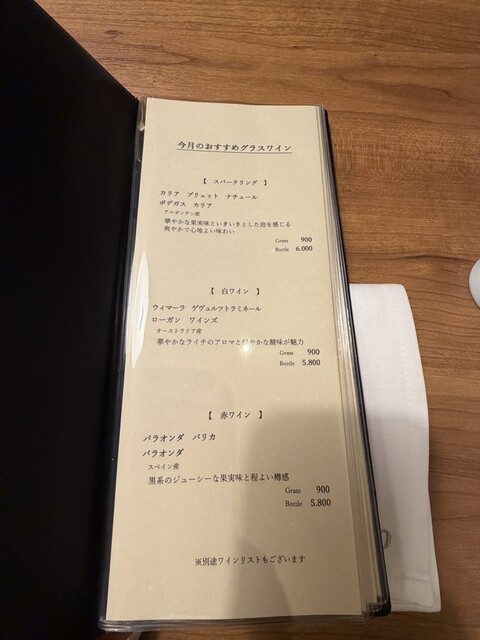 今月のおすすめグラスワイン
【 スパークリング 】
カリア ブリュット ナチュール
ボデガス カリア
アルゼンチン産
華やかな果実味といきいきとした泡を感じる
爽やかで心地よい味わい
Grass 900
Bottle 6.000
【 白ワイン 】
ウィマーラ ゲヴュルツトラミネール
ローガン ワインズ
オーストラリア産
華やかなライチのアロマと やかな酸味が魅力
Grass 900
Bottle 5.800
【 赤ワイン 】
バラオンダ バリカ
バラオンダ
スペイン産
黒系のジューシーな果実味と程よい樽感
Grass 900
Bottle 5.800
※別途ワインリストもございます